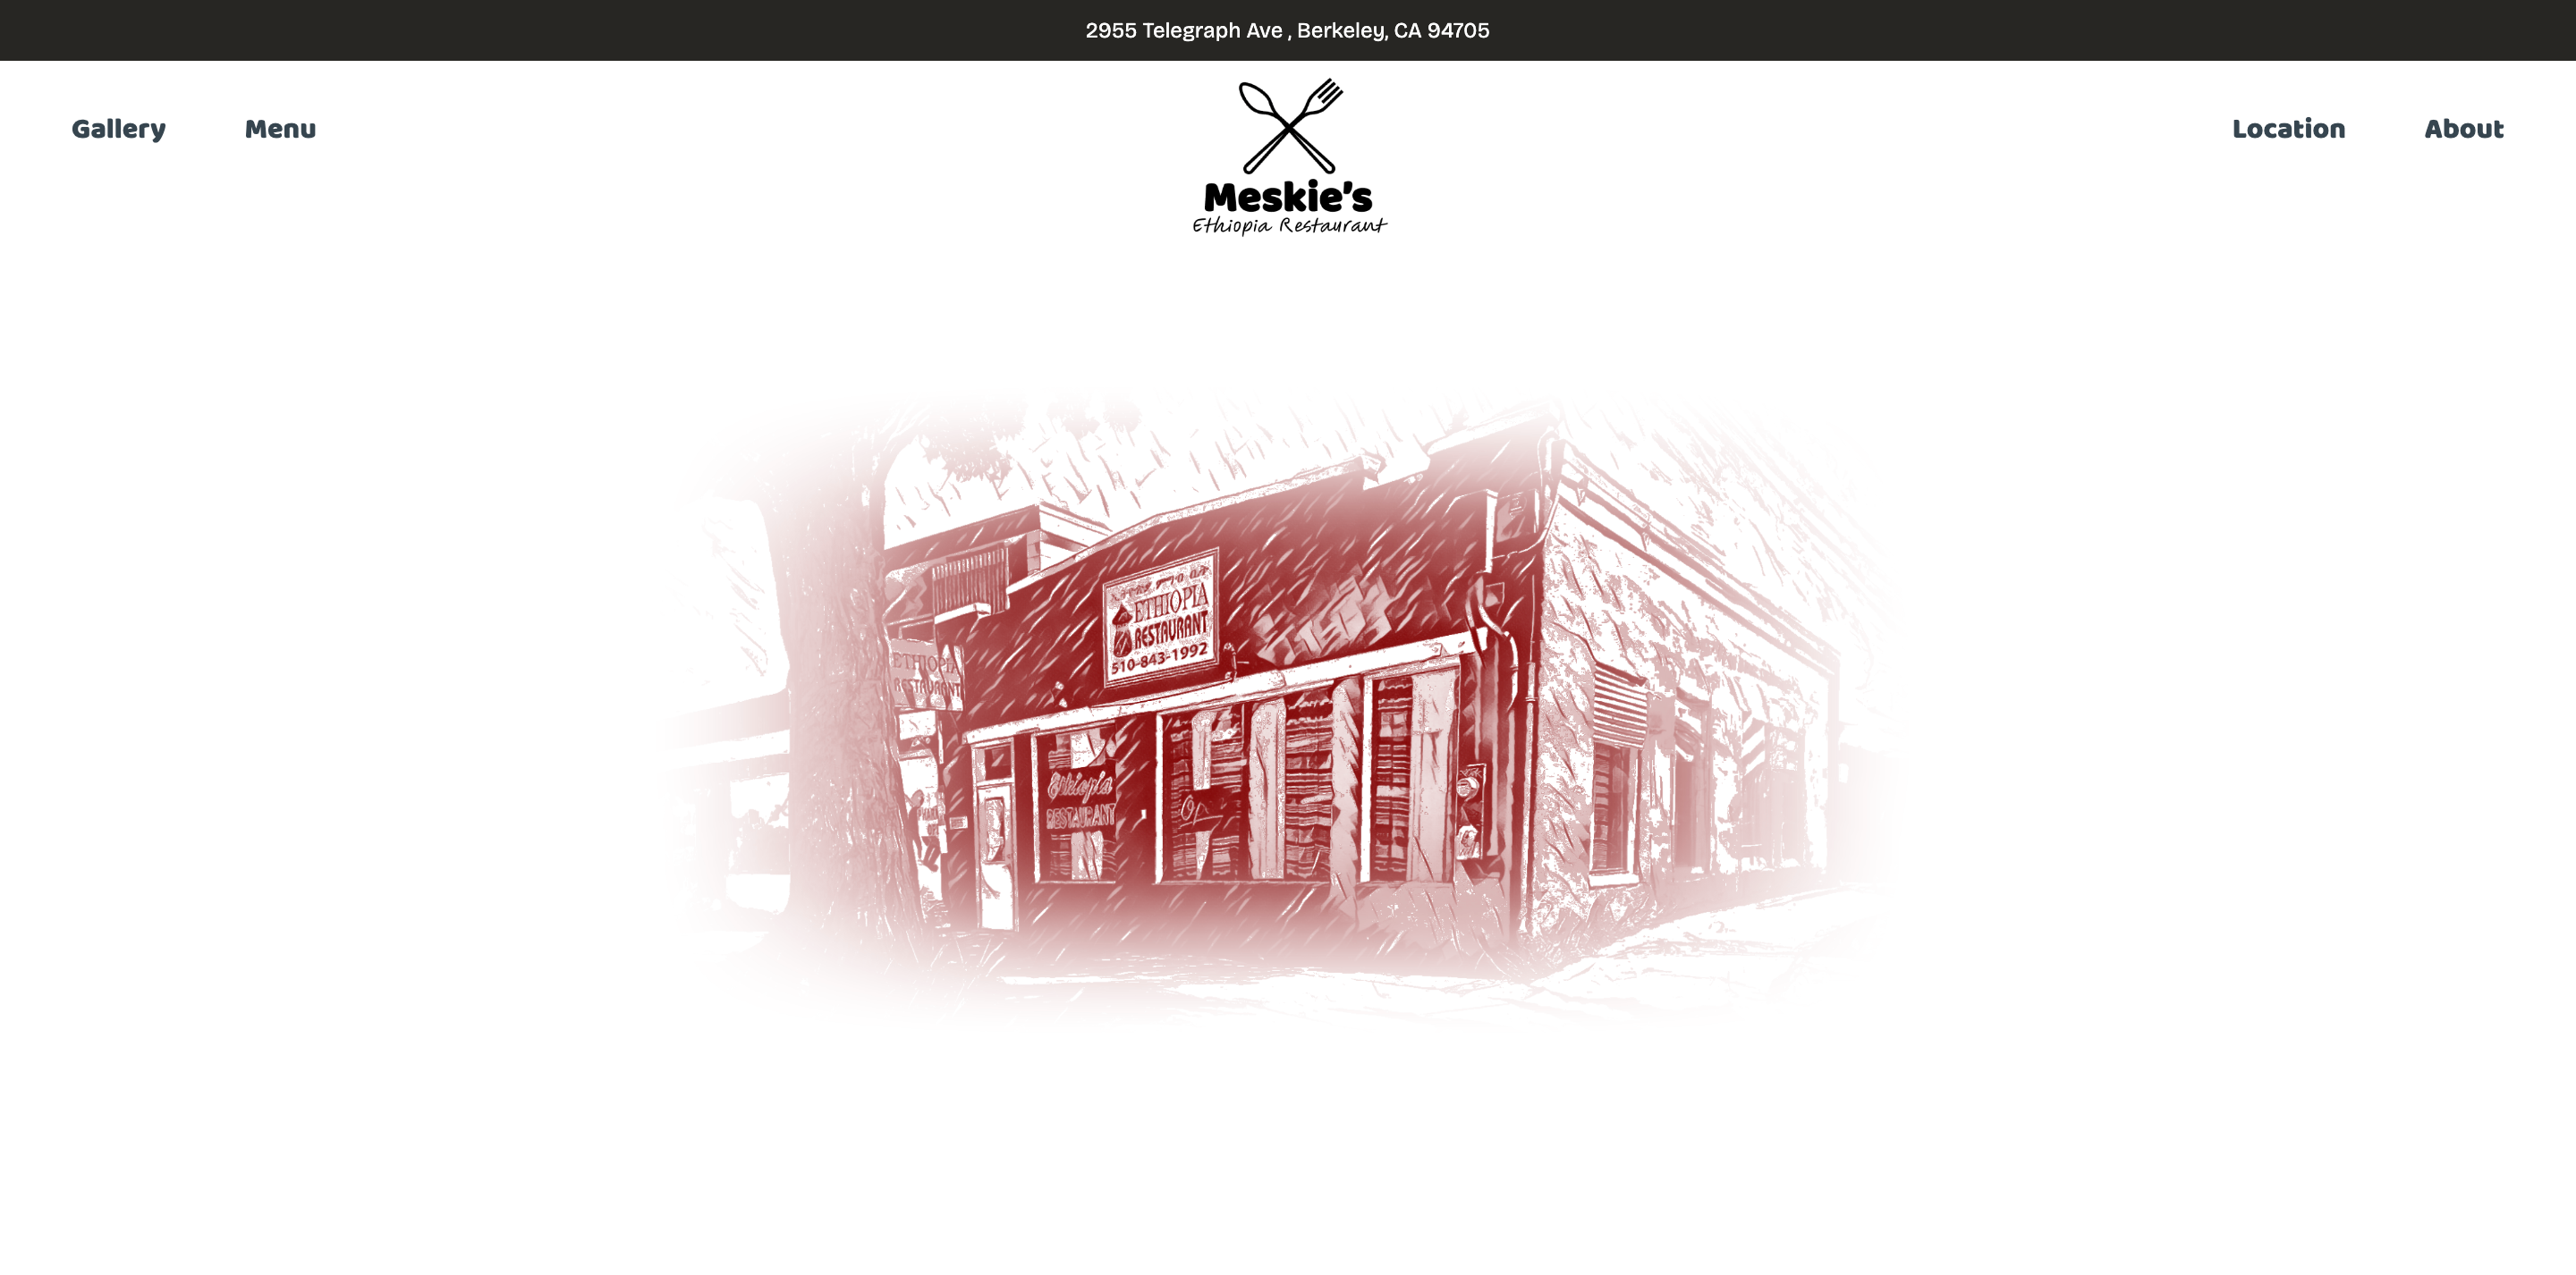 2955 Telegraph Ave , Berkeley, CA 94705
Gallery
Menu
Location
About
Meskie's
Ethiopia Restaurant
ETHIOPIA
RESTAURANT
510-843-1992
ETHIOPIA
RESTAURANT
Ethiopia
RESTAURANT